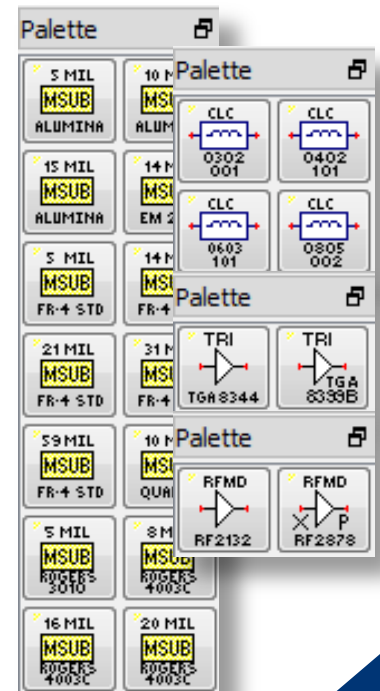 Palette
5 MIL
MSUB
ALUMINA
10 M
MSU
ALUM
15 MIL
MSUB
ALUMINA
14 M
MSU
EM 2
5 MIL
MSUB
FR-4 STD
14 M
MSU
FR-4
21 MIL
MSUB
FR-4 STD
31 M
MSU
FR-4
59 MIL
MSUB
FR-4 STD
10 M
MSU
QUA
5 MIL
MSUB
ROGERS
3010
8 M
MSUB
ROGERS
4003C
16 MIL
MSUB
ROGERS
4003C
20 MIL
MSUB
ROGERS
4003C
Palette
CLC
0302
001
CLC
0402
101
CLC
0603
101
CLC
0805
002
Palette
TRI
TGA8344
TRI
TGA
8399B
Palette
RFMD
RF2132
RFMD
X P
RF2878